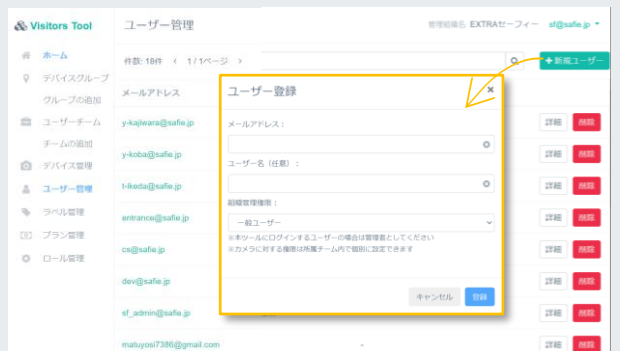 Visitors Tool
ユーザー管理
管理組織名 EXTRAセーフィー
sf@safie.jp
ホーム
デバイスグループ
グループの追加
ユーザーチーム
チームの追加
デバイス管理
ユーザー管理
ラベル管理
プラン管理
ロール管理
件数: 18件 < 1 / 1ページ >
+新規ユーザー
メールアドレス
y-kajiwara@safie.jp
詳細 削除
y-koba@safie.jp
詳細 削除
t-ikeda@safie.jp
詳細 削除
entrance@safie.jp
詳細 削除
cs@safie.jp
詳細 削除
dev@safie.jp
詳細 削除
sf_admin@safie.jp
詳細 削除
matuyosi7386@gmail.com
-
詳細 削除
ユーザー登録
×
メールアドレス：
ユーザー名（任意）：
組織管理権限：
一般ユーザー
※本ツールにログインするユーザーの場合は管理者としてください
※カメラに対する権限は所属チーム内で個別に設定できます
キャンセル
登録